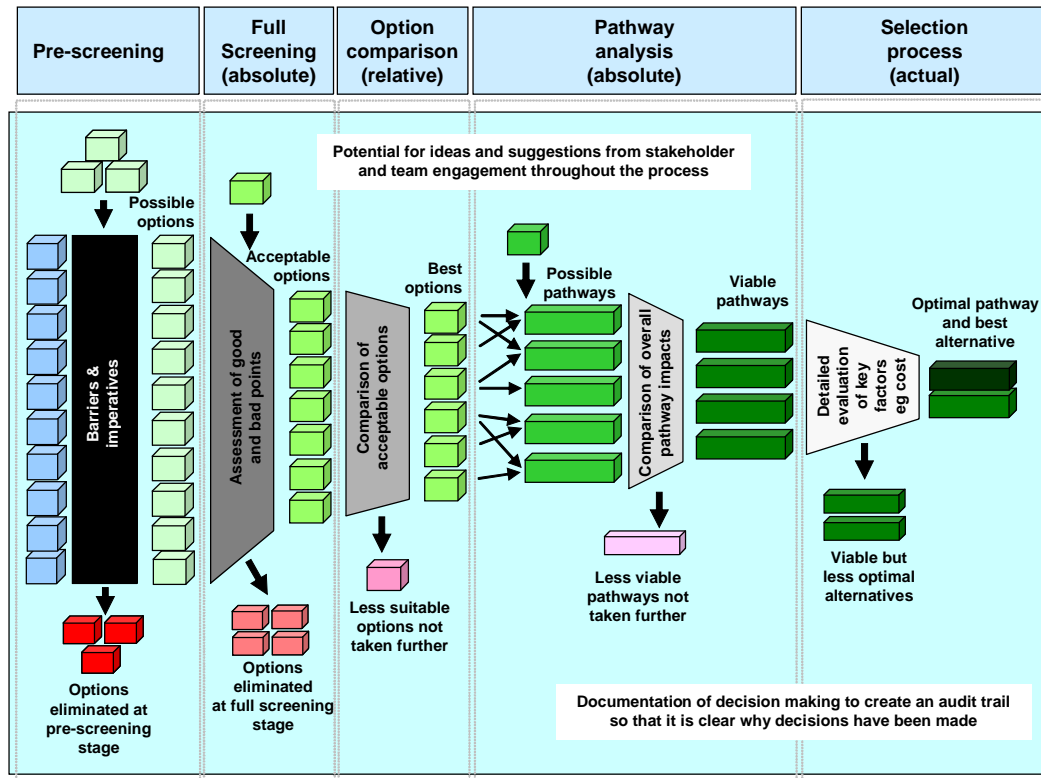 Pre-screening
Full
Screening
(absolute)
Option
comparison
(relative)
Pathway
analysis
(absolute)
Selection
process
(actual)
Potential for ideas and suggestions from stakeholder
and team engagement throughout the process
Possible
options
Barriers &
imperatives
Options
eliminated at
pre-screening
stage
Assessment of good
and bad points
Acceptable
options
Options
eliminated
at full screening
stage
Comparison of
acceptable options
Best
options
Less suitable
options not
taken further
Possible
pathways
Comparison of overall
pathway impacts
Viable
pathways
Less viable
pathways not
taken further
Detailed
evaluation
of key
factors
eg cost
Optimal pathway
and best
alternative
Viable but
less optimal
alternatives
Documentation of decision making to create an audit trail
so that it is clear why decisions have been made